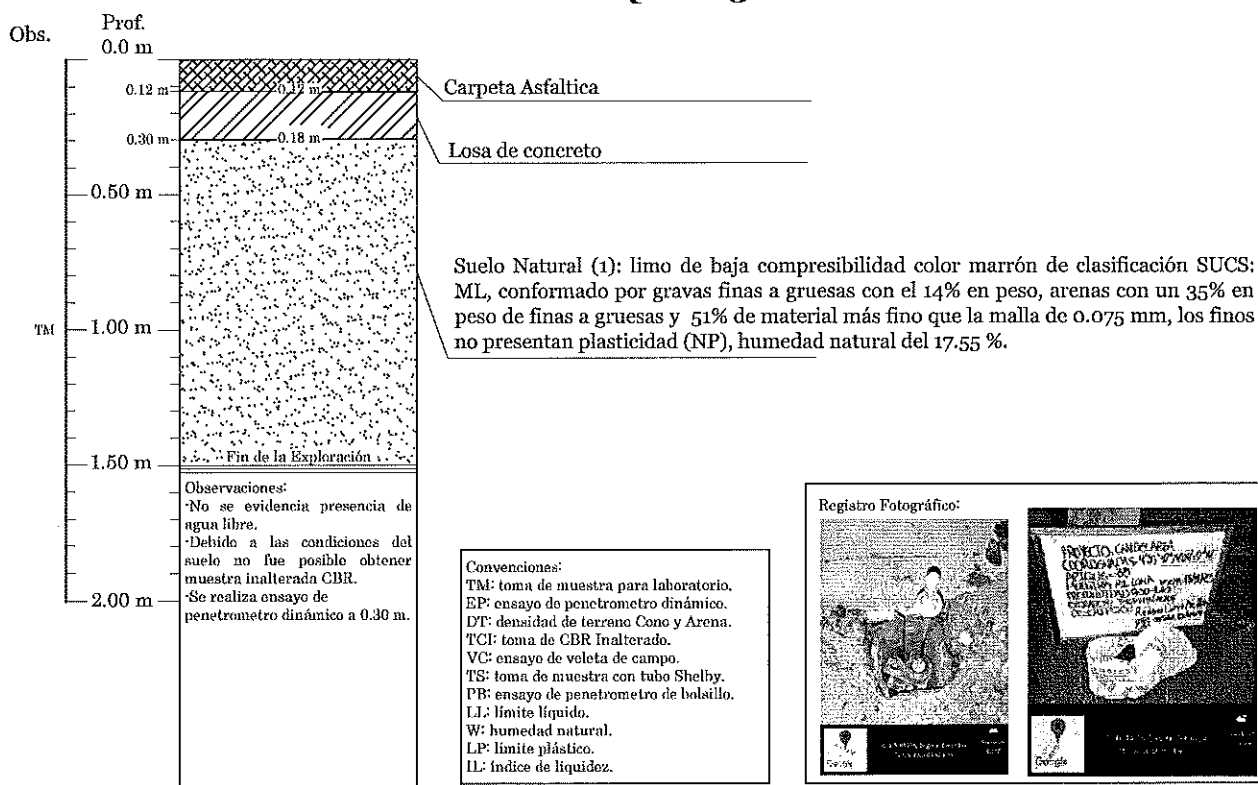 Obs.
Prof.
0.0 m
0.12 m
0.12 m
Carpeta Asfaltica
0.30 m
0.18 m
Losa de concreto
0.50 m
Suelo Natural (1): limo de baja compresibilidad color marrón de clasificación SUCS:
ML, conformado por gravas finas a gruesas con el 14% en peso, arenas con un 35% en
peso de finas a gruesas y 51% de material más fino que la malla de 0.075 mm, los finos
no presentan plasticidad (NP), humedad natural del 17.55 %.
TM
1.00 m
Fin de la Exploración
1.50 m
Observaciones:
-No se evidencia presencia de
agua libre.
-Debido a las condiciones del
suelo no fue posible obtener
muestra inalterada CBR.
-Se realiza ensayo de
penetrometro dinámico a 0.30 m.
2.00 m
Convenciones:
TM: toma de muestra para laboratorio.
EP: ensayo de penetrometro dinámico.
DT: densidad de terreno Cono y Arena.
TCI: toma de CBR Inalterado.
VC: ensayo de veleta de campo.
TS: toma de muestra con tubo Shelby.
PB: ensayo de penetrometro de bolsillo.
LL: límite líquido.
W: humedad natural.
LP: límite plástico.
IL: índice de liquidez.
Registro Fotográfico:
PROYECTO CANDELARIA
Google
Google